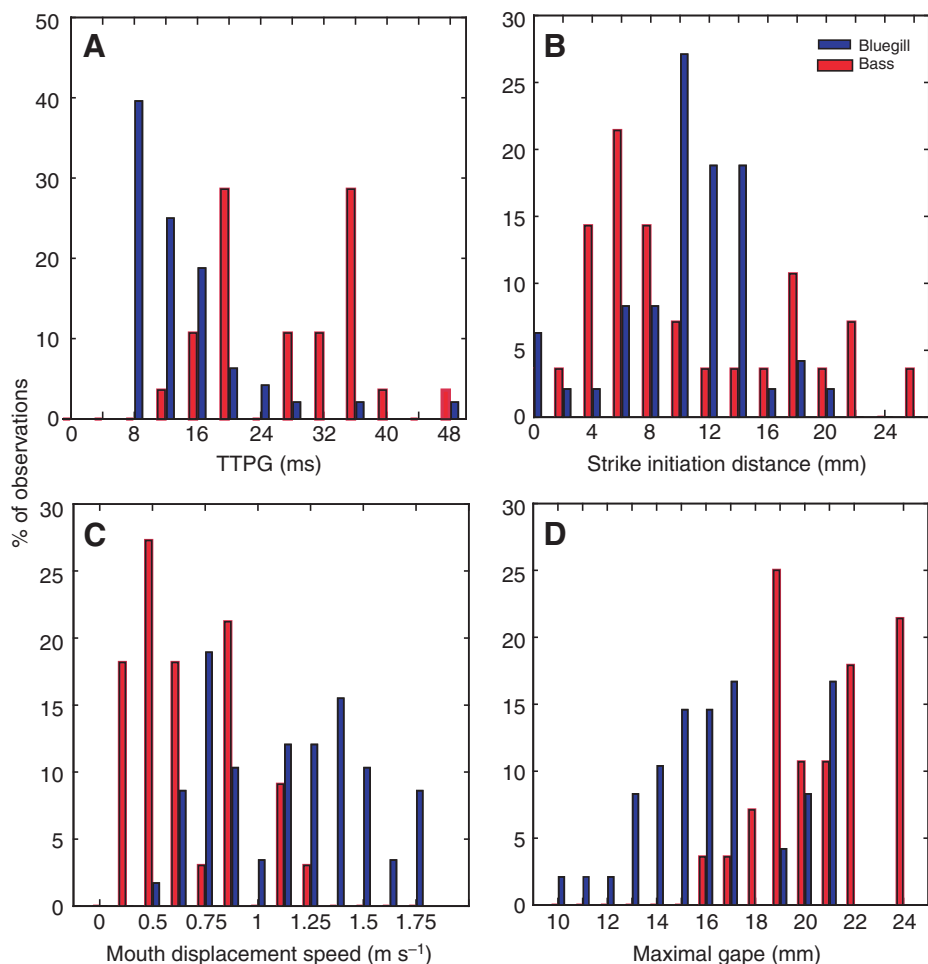 % of observations
A
50
40
30
20
10
0
0 8 16 24 32 40 48
TTPG (ms)
B
Bluegill
Bass
30
25
20
15
10
5
0
0 4 8 12 16 20 24
Strike initiation distance (mm)
C
30
25
20
15
10
5
0
0 0.5 0.75 1 1.25 1.5 1.75
Mouth displacement speed (m s⁻¹)
D
30
25
20
15
10
5
0
10 12 14 16 18 20 22 24
Maximal gape (mm)